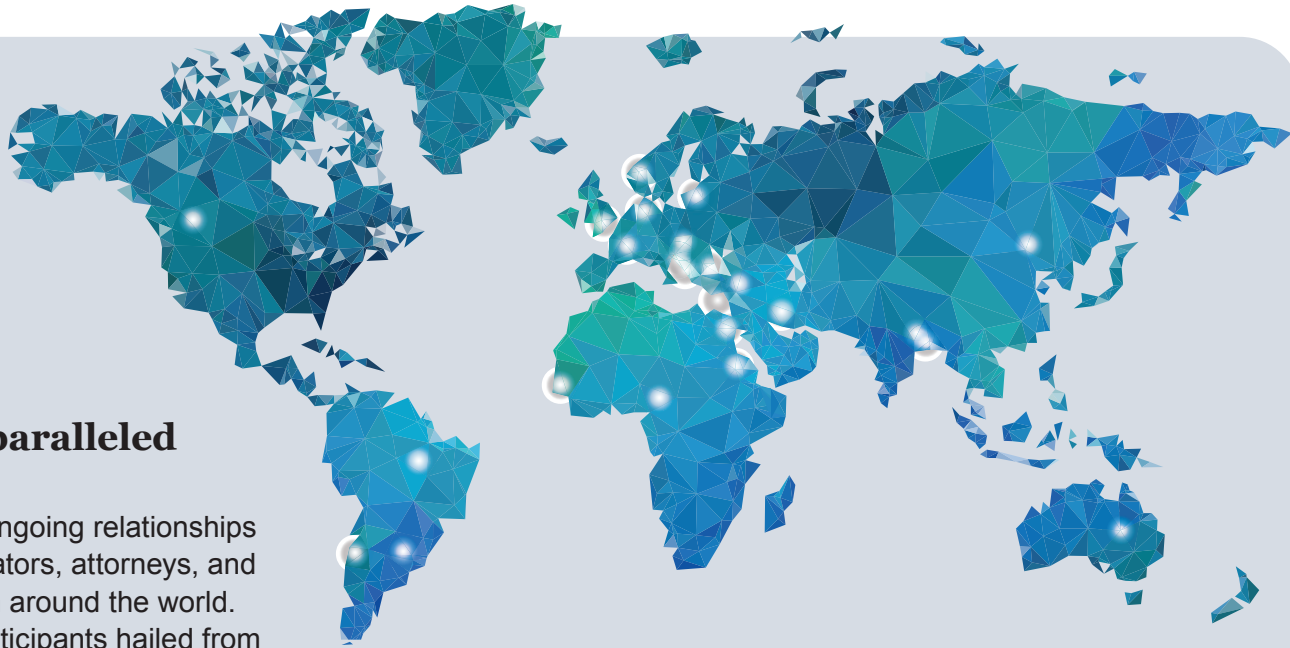 paralleled
ngoing relationships
ators, attorneys, and
around the world.
ticipants hailed from